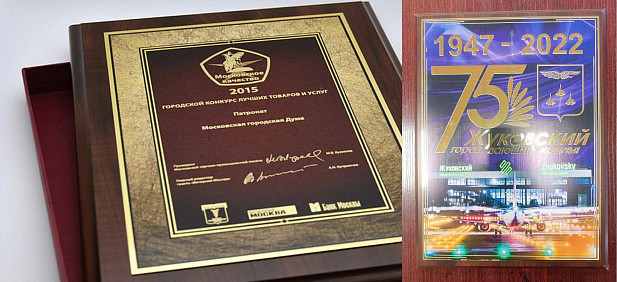 Московское
качество
2015
ГОРОДСКОЙ КОНКУРС ЛУЧШИХ ТОВАРОВ И УСЛУГ
Патронат
Московская городская Дума
Президент
МОСКВА
Банк Москвы
1947 - 2022
75
Жуковский
Жуковский
Zhukovsky